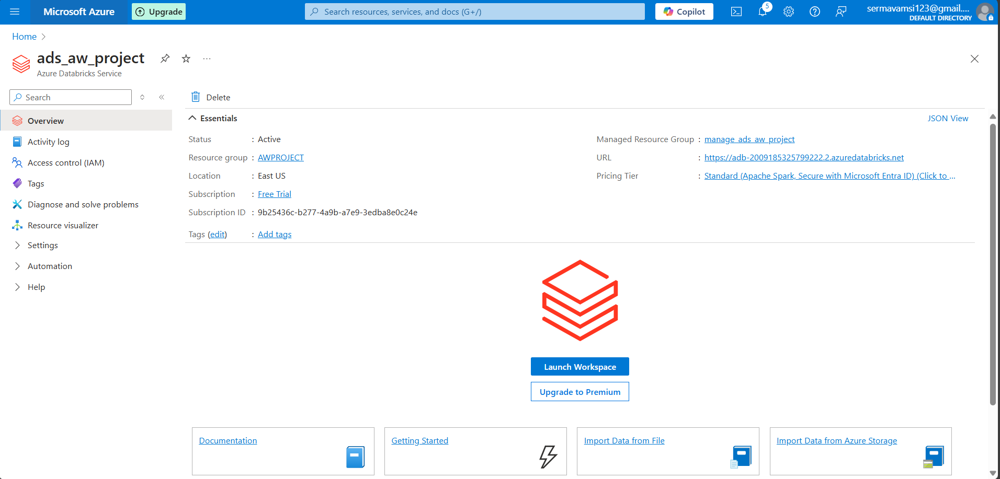 Microsoft Azure
Upgrade
Search resources, services, and docs (G+/)
Copilot
5
sermavamsi123@gmail....
DEFAULT DIRECTORY
Home
ads_aw_project
...
Azure Databricks Service
Search
Delete
Overview
Activity log
Access control (IAM)
Tags
Diagnose and solve problems
Resource visualizer
Settings
Automation
Help
Essentials
JSON View
Status : Active
Resource group : AWPROJECT
Location : East US
Subscription : Free Trial
Subscription ID : 9b25436c-b277-4a9b-a7e9-3edba8e0c24e
Tags (edit) : Add tags
Managed Resource Group : manage_ads_aw_project
URL : https://adb-2009185325799222.2.azuredatabricks.net
Pricing Tier : Standard (Apache Spark, Secure with Microsoft Entra ID) (Click to ...
Launch Workspace
Upgrade to Premium
Documentation
Getting Started
Import Data from File
Import Data from Azure Storage